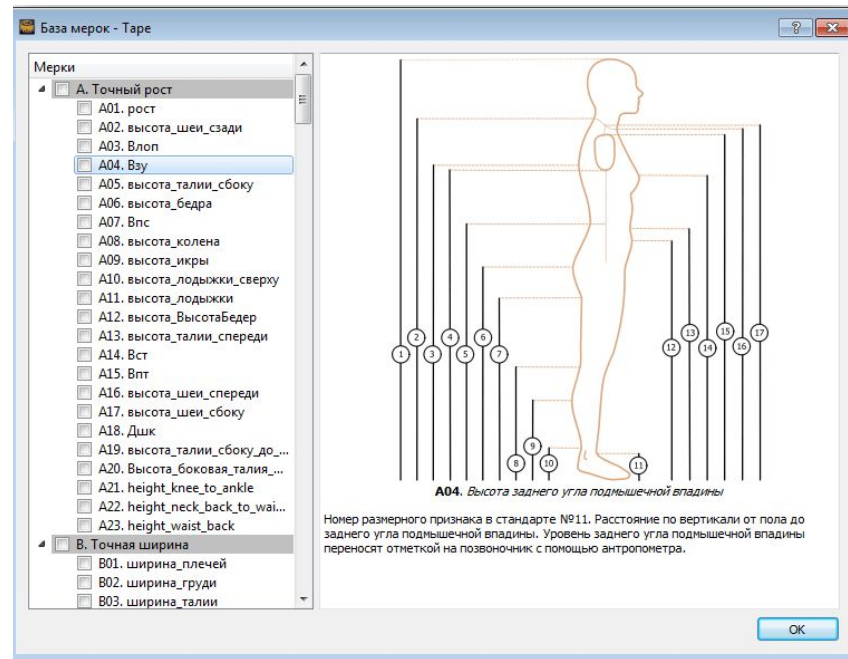 База мерок - Tape
Мерки
A. Точный рост
A01. рост
A02. высота_шеи_сзади
A03. Влоп
A04. Взу
A05. высота_талии_сбоку
A06. высота_бедра
A07. Впс
A08. высота_колена
A09. высота_икры
A10. высота_лодыжки_сверху
A11. высота_лодыжки
A12. высота_ВысотаБедер
A13. высота_талии_спереди
A14. Вст
A15. Впт
A16. высота_шеи_спереди
A17. высота_шеи_сбоку
A18. Дшк
A19. высота_талии_сбоку_до_...
A20. Высота_боковая_талия_...
A21. height_knee_to_ankle
A22. height_neck_back_to_wai...
A23. height_waist_back
B. Точная ширина
B01. ширина_плечей
B02. ширина_груди
B03. ширина_талии
1
2
3
4
5
6
7
8
9
10
11
12
13
14
15
16
17
A04. Высота заднего угла подмышечной впадины
Номер размерного признака в стандарте №11. Расстояние по вертикали от пола до
заднего угла подмышечной впадины. Уровень заднего угла подмышечной впадины
переносят отметкой на позвоночник с помощью антропометра.
OK